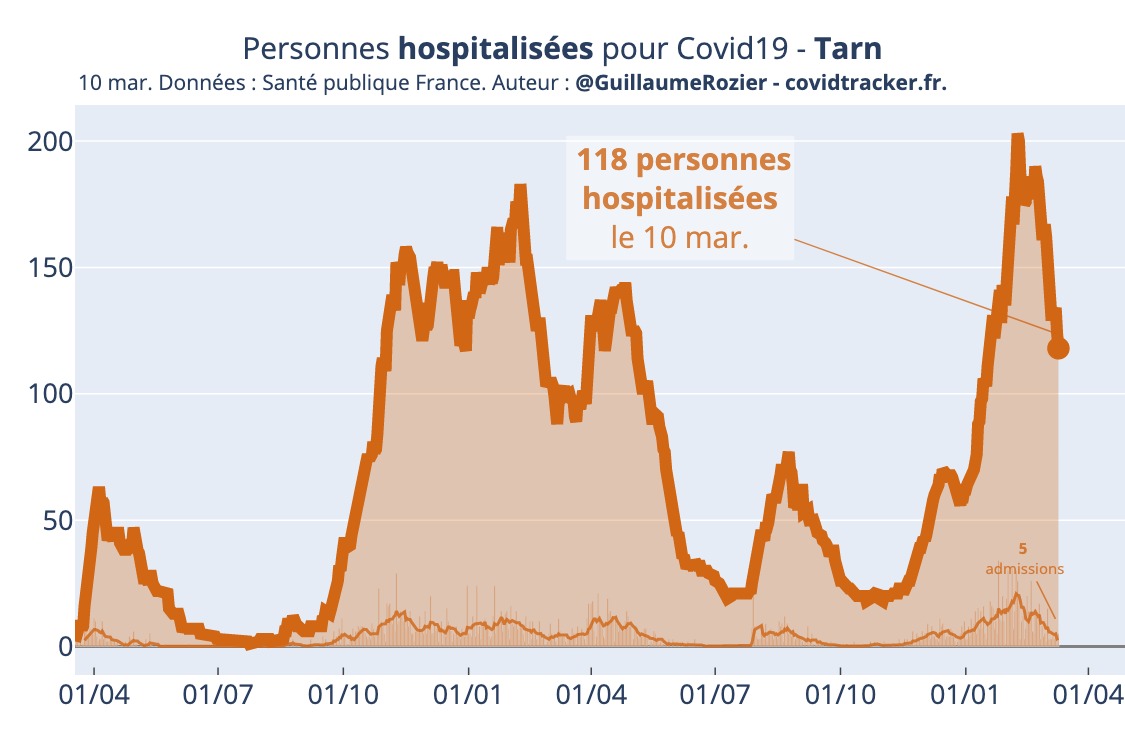 Personnes hospitalisées pour Covid19 - Tarn
10 mar. Données : Santé publique France. Auteur : @GuillaumeRozier - covidtracker.fr.
200
118 personnes
hospitalisées
le 10 mar.
150
100
50
5
admissions
0
01/04 01/07 01/10 01/01 01/04 01/07 01/10 01/01 01/04